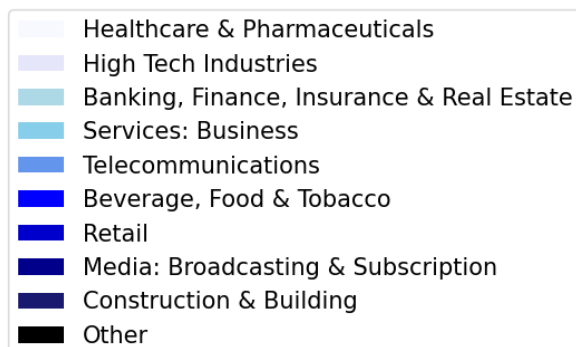 Healthcare & Pharmaceuticals
High Tech Industries
Banking, Finance, Insurance & Real Estate
Services: Business
Telecommunications
Beverage, Food & Tobacco
Retail
Media: Broadcasting & Subscription
Construction & Building
Other